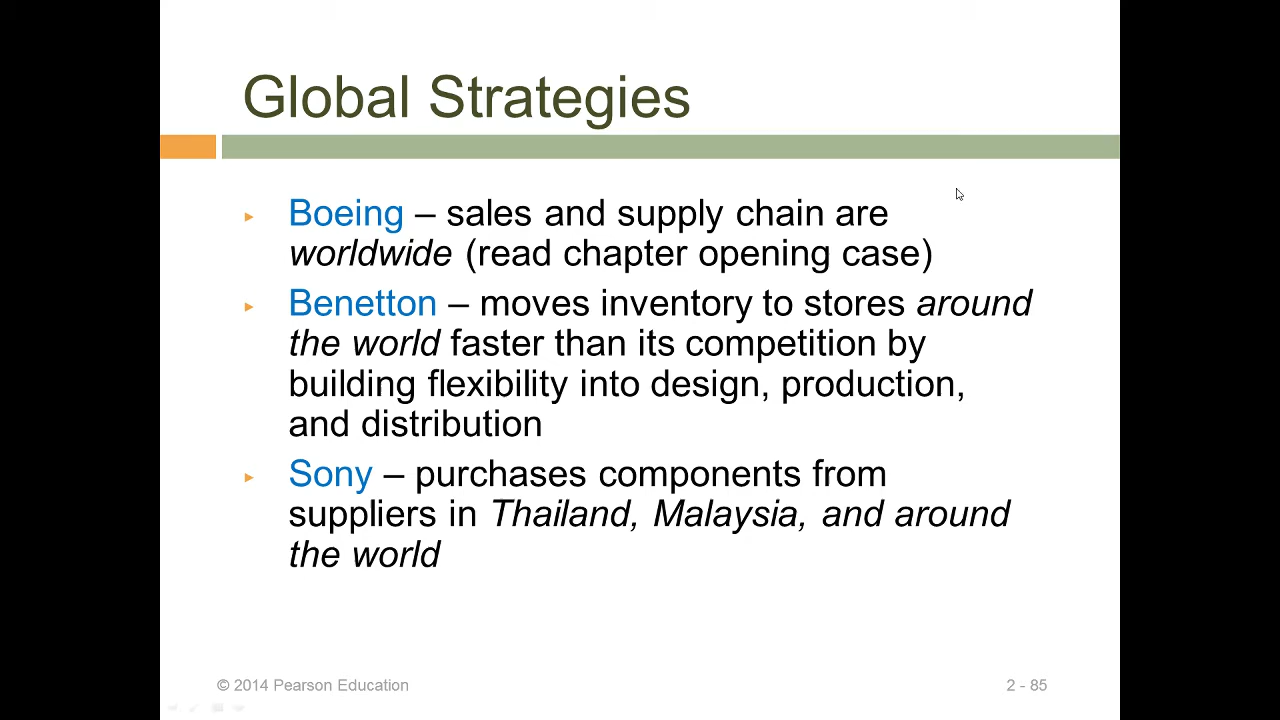 Global Strategies
Boeing – sales and supply chain are
worldwide (read chapter opening case)
Benetton – moves inventory to stores around
the world faster than its competition by
building flexibility into design, production,
and distribution
Sony – purchases components from
suppliers in Thailand, Malaysia, and around
the world
© 2014 Pearson Education
2 - 85